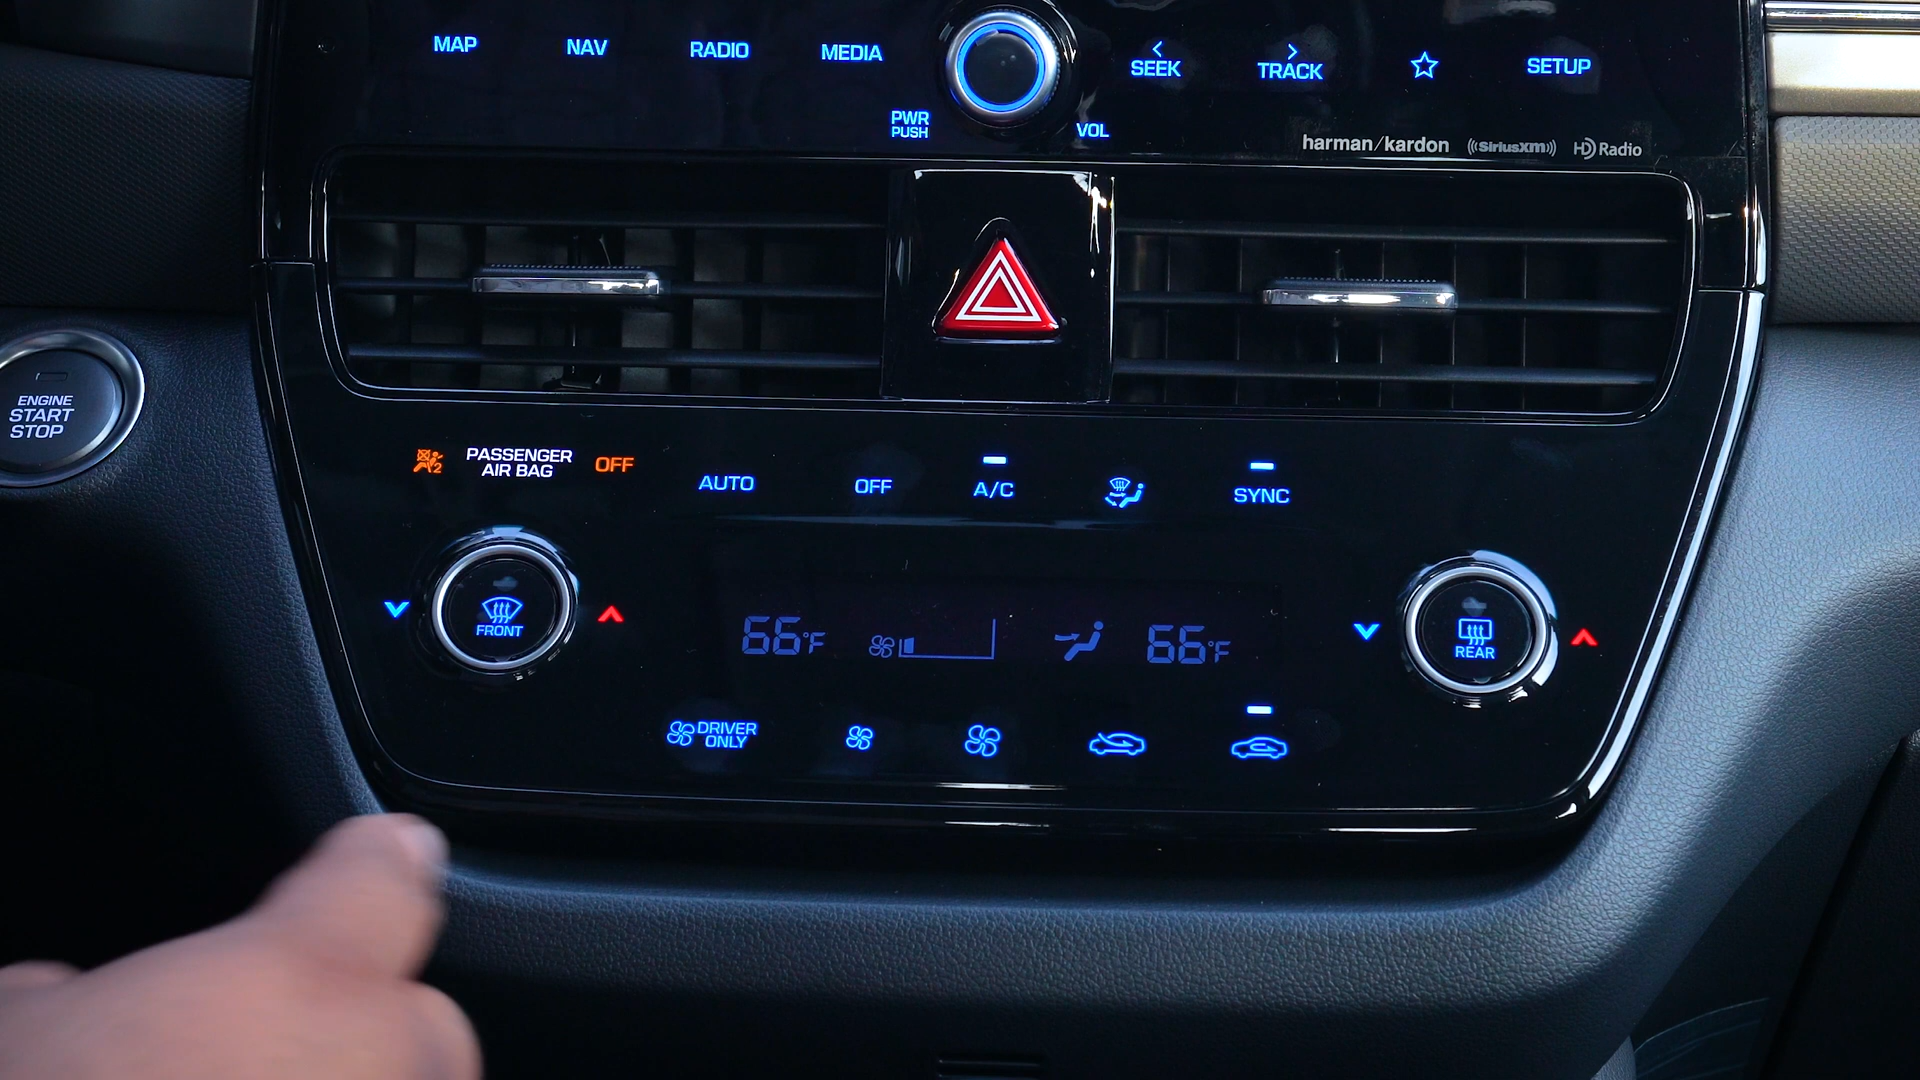 MAP NAV RADIO MEDIA SEEK TRACK SETUP
PWR
PUSH
VOL
harman/kardon ((SiriusXM)) HD Radio
ENGINE
START
STOP
PASSENGER
AIR BAG
OFF
2
AUTO OFF A/C SYNC
FRONT
66°F 66°F
REAR
DRIVER
ONLY